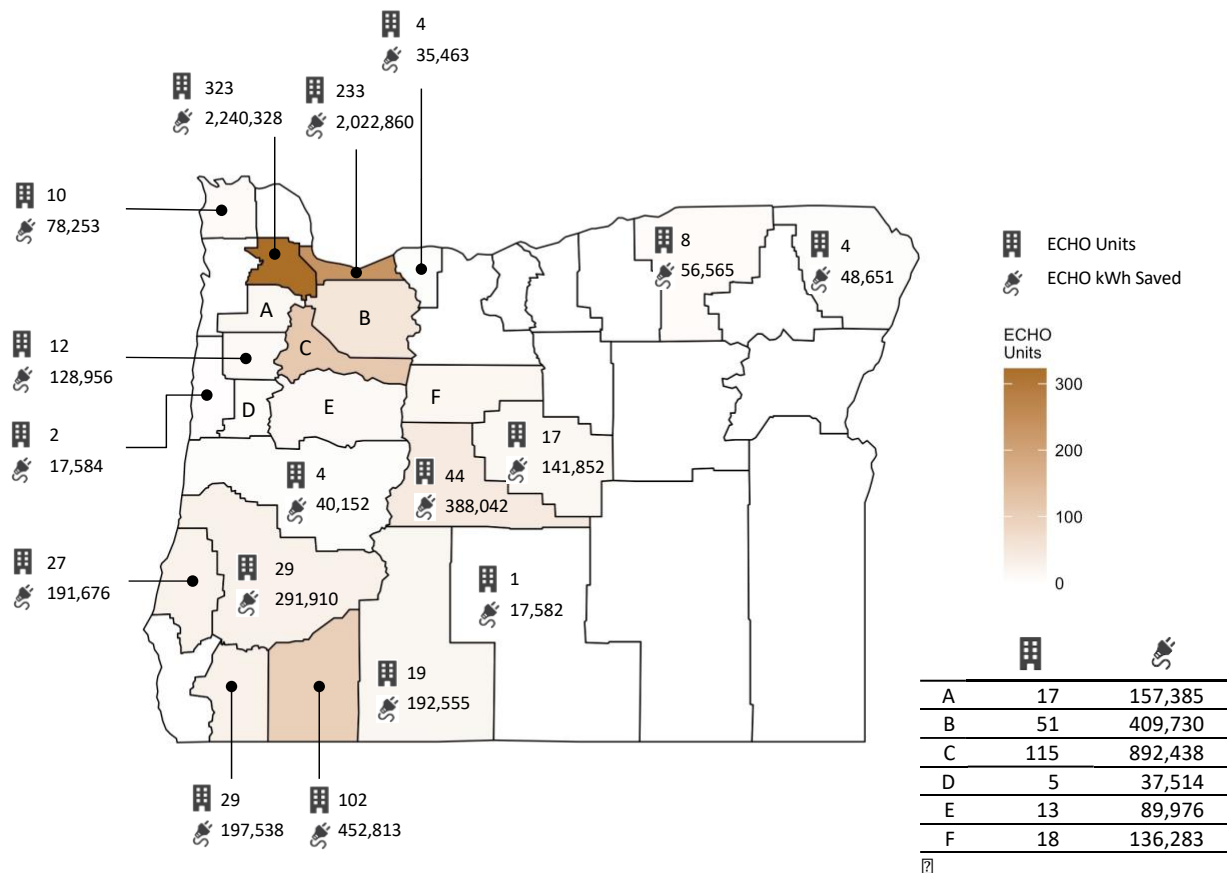 4
35,463
323
2,240,328
233
2,022,860
10
78,253
8
56,565
4
48,651
ECHO Units
ECHO kWh Saved
A
B
C
D
E
F
12
128,956
2
17,584
ECHO
Units
300
200
100
0
17
141,852
4
40,152
44
388,042
27
191,676
29
291,910
1
17,582
19
192,555
29
197,538
102
452,813
A 17 157,385
B 51 409,730
C 115 892,438
D 5 37,514
E 13 89,976
F 18 136,283